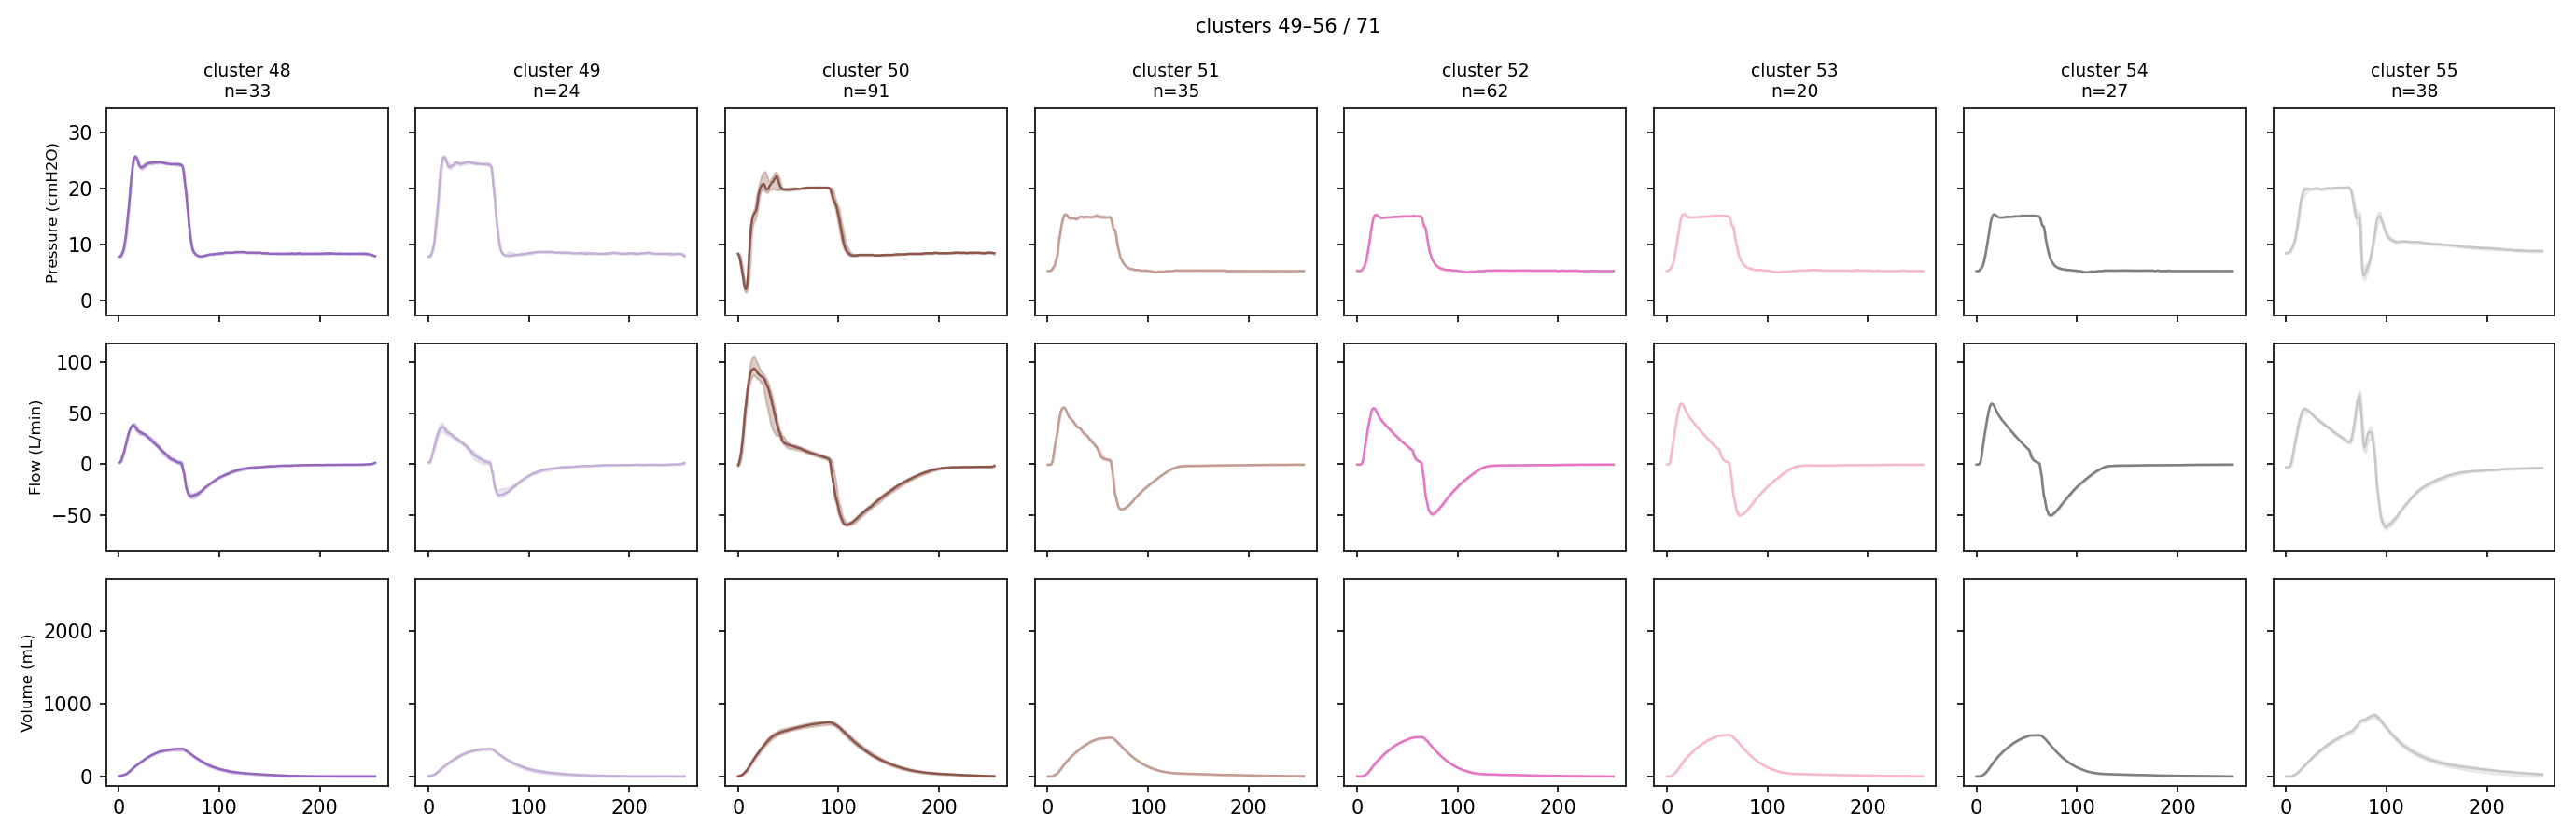 clusters 49–56 / 71
cluster 48
n=33
cluster 49
n=24
cluster 50
n=91
cluster 51
n=35
cluster 52
n=62
cluster 53
n=20
cluster 54
n=27
cluster 55
n=38
Pressure (cmH2O)
30
20
10
0
Flow (L/min)
100
50
0
−50
Volume (mL)
2000
1000
0
0 100 200
0 100 200
0 100 200
0 100 200
0 100 200
0 100 200
0 100 200
0 100 200